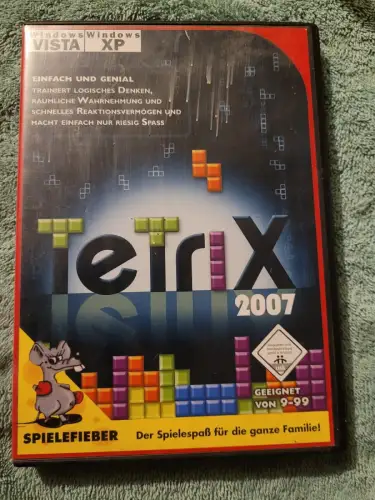 Windows VISTA
Windows XP
EINFACH UND GENIAL
TRAINIERT LOGISCHES DENKEN,
RÄUMLICHE WAHRNEHMUNG UND
SCHNELLES REAKTIONSVERMÖGEN UND
MACHT EINFACH NUR RIESIG SPASS
TeTrIX
2007
GEEIGNET
VON 9-99
SPIELEFIEBER
Der Spielespaß für die ganze Familie!